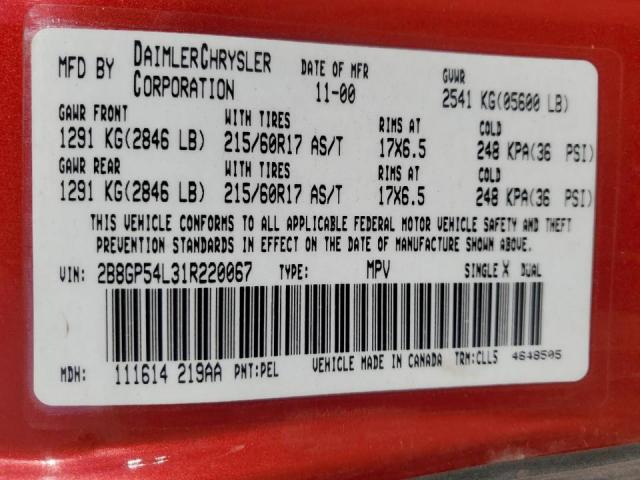 MFD BY DAIMLERCHRYSLER CORPORATION DATE OF MFR 11-00 GVWR 2541 KG(05600 LB)
GAWR FRONT WITH TIRES RIMS AT COLD
1291 KG(2846 LB) 215/60R17 AS/T 17X6.5 248 KPA(36 PSI)
GAWR REAR WITH TIRES RIMS AT COLD
1291 KG(2846 LB) 215/60R17 AS/T 17X6.5 248 KPA(36 PSI)
THIS VEHICLE CONFORMS TO ALL APPLICABLE FEDERAL MOTOR VEHICLE SAFETY AND THEFT
PREVENTION STANDARDS IN EFFECT ON THE DATE OF MANUFACTURE SHOWN ABOVE.
VIN: 2B8GP54L31R220067 TYPE: MPV SINGLE X DUAL
MDH: 111614 219AA PNT:PEL VEHICLE MADE IN CANADA TRM:CLL5 4648505